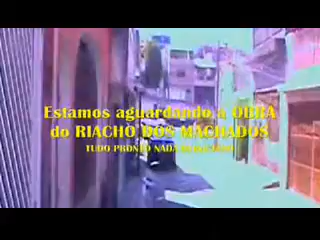 Estamos aguardando a OBRA
do RIACHO DOS MACHADOS
TUDO PRONTO NADA